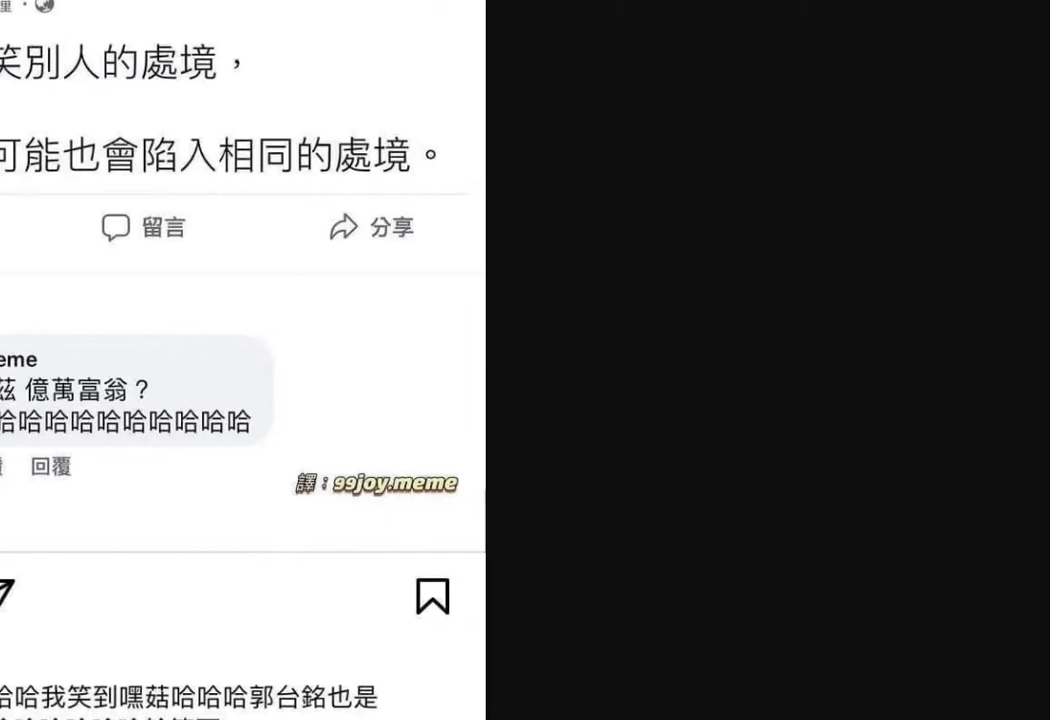 笑別人的處境，
可能也會陷入相同的處境。
留言 分享
eme
茲 億萬富翁？
哈哈哈哈哈哈哈哈哈哈
回覆
譯：99joy.meme
哈哈我笑到嘿菇哈哈哈郭台銘也是